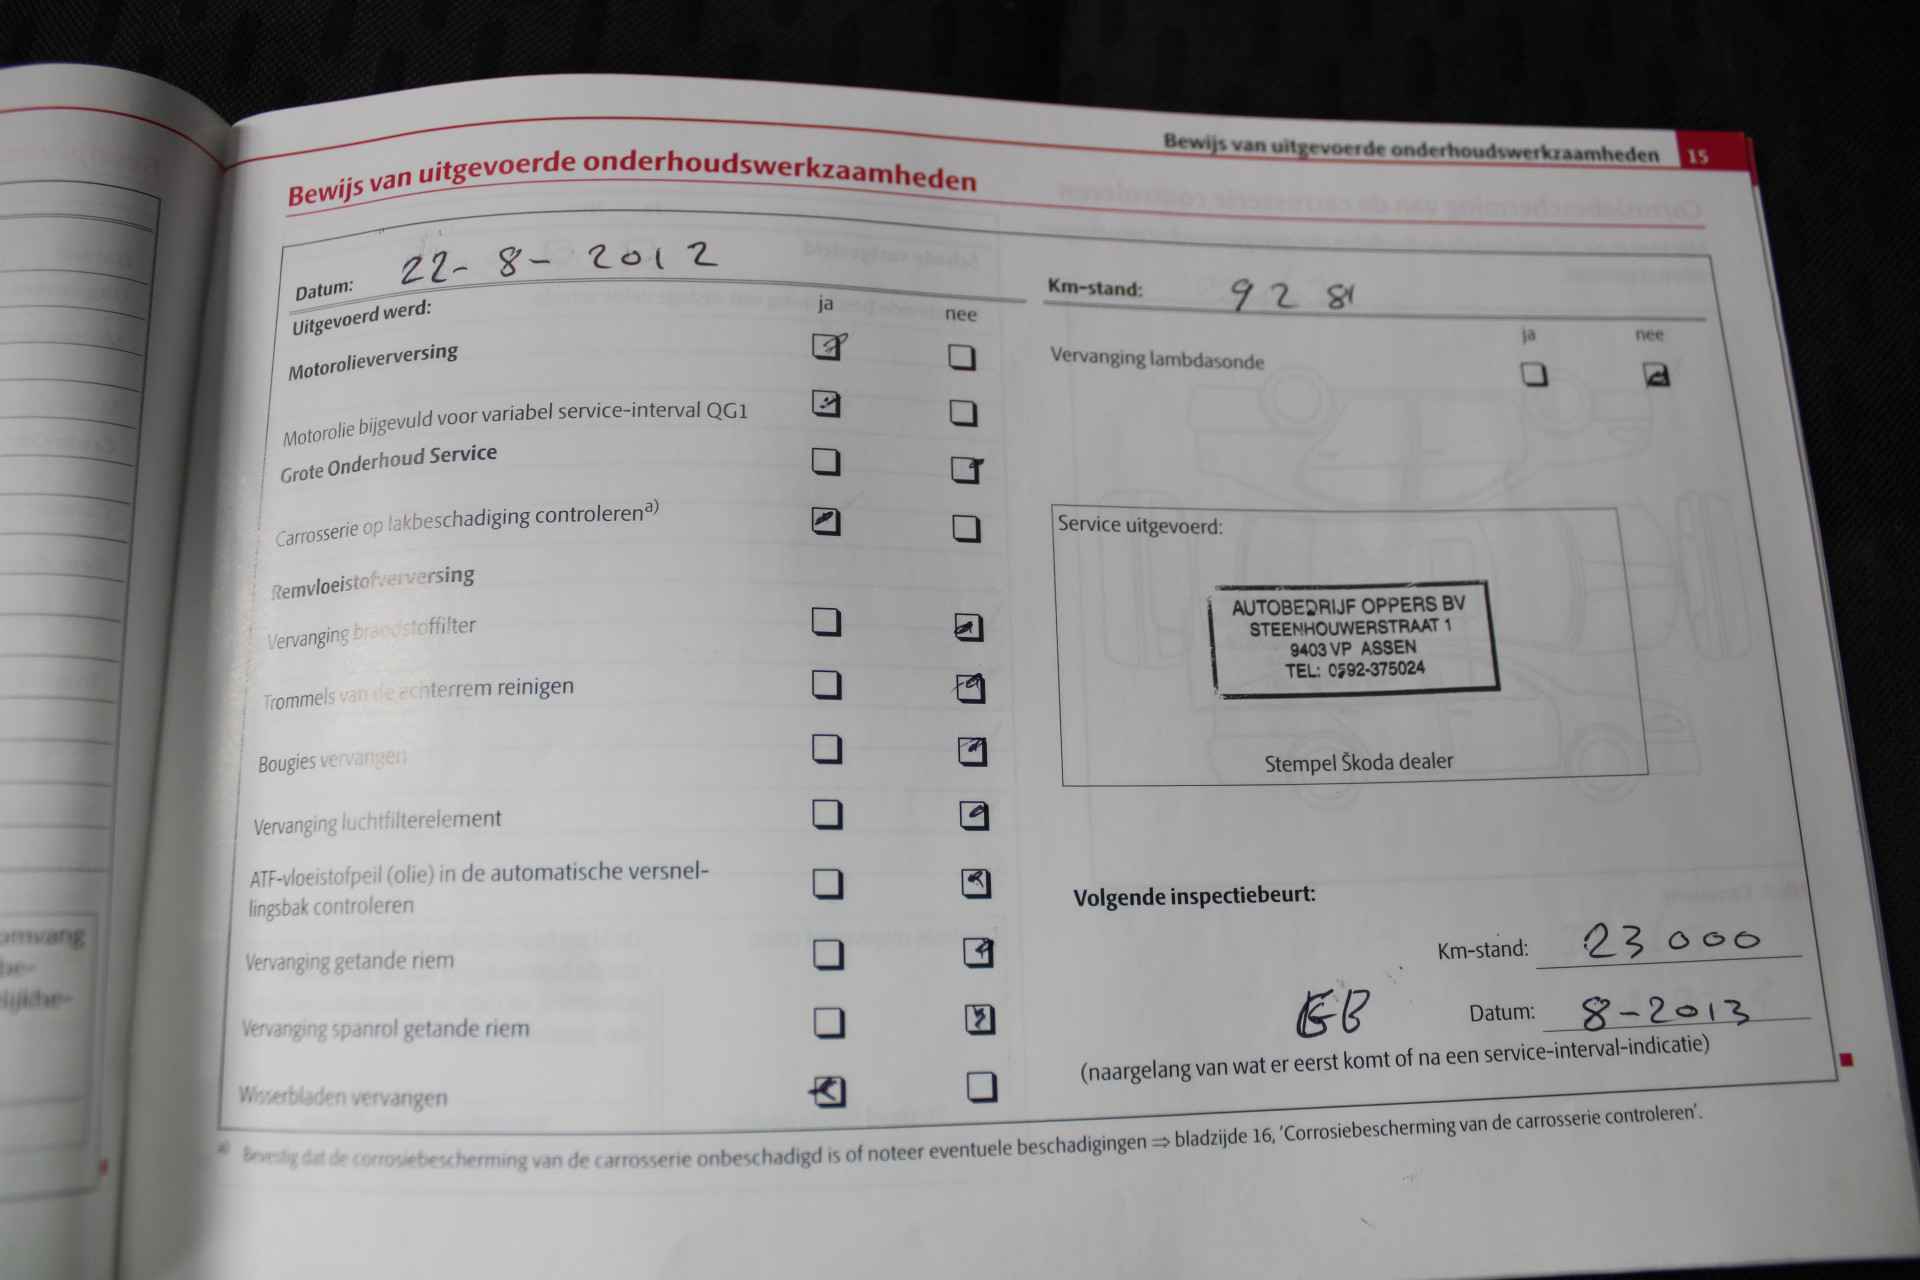 Bewijs van uitgevoerde onderhoudswerkzaamheden 15
Bewijs van uitgevoerde onderhoudswerkzaamheden
Datum: 22-8-2012
Uitgevoerd werd: ja nee
Motorolieverversing
Motorolie bijgevuld voor variabel service-interval QG1
Grote Onderhoud Service
Carrosserie op lakbeschadiging controleren a)
Remvloeistofverversing
Vervanging brandstoffilter
Trommels van de achterrem reinigen
Bougies vervangen
Vervanging luchtfilterelement
ATF-vloeistofpeil (olie) in de automatische versnel-
lingsbak controleren
Vervanging getande riem
Vervanging spanrol getande riem
Wisserbladen vervangen
Km-stand: 9281
ja nee
Vervanging lambdasonde
Service uitgevoerd:
AUTOBEDRIJF OPPERS BV
STEENHOUWERSTRAAT 1
9403 VP ASSEN
TEL: 0592-375024
Stempel Škoda dealer
Volgende inspectiebeurt:
Km-stand: 23000
Datum: 8-2013
(naargelang van wat er eerst komt of na een service-interval-indicatie)
a) Bevestig dat de corrosiebescherming van de carrosserie onbeschadigd is of noteer eventuele beschadigingen ⇒ bladzijde 16, 'Corrosiebescherming van de carrosserie controleren'.